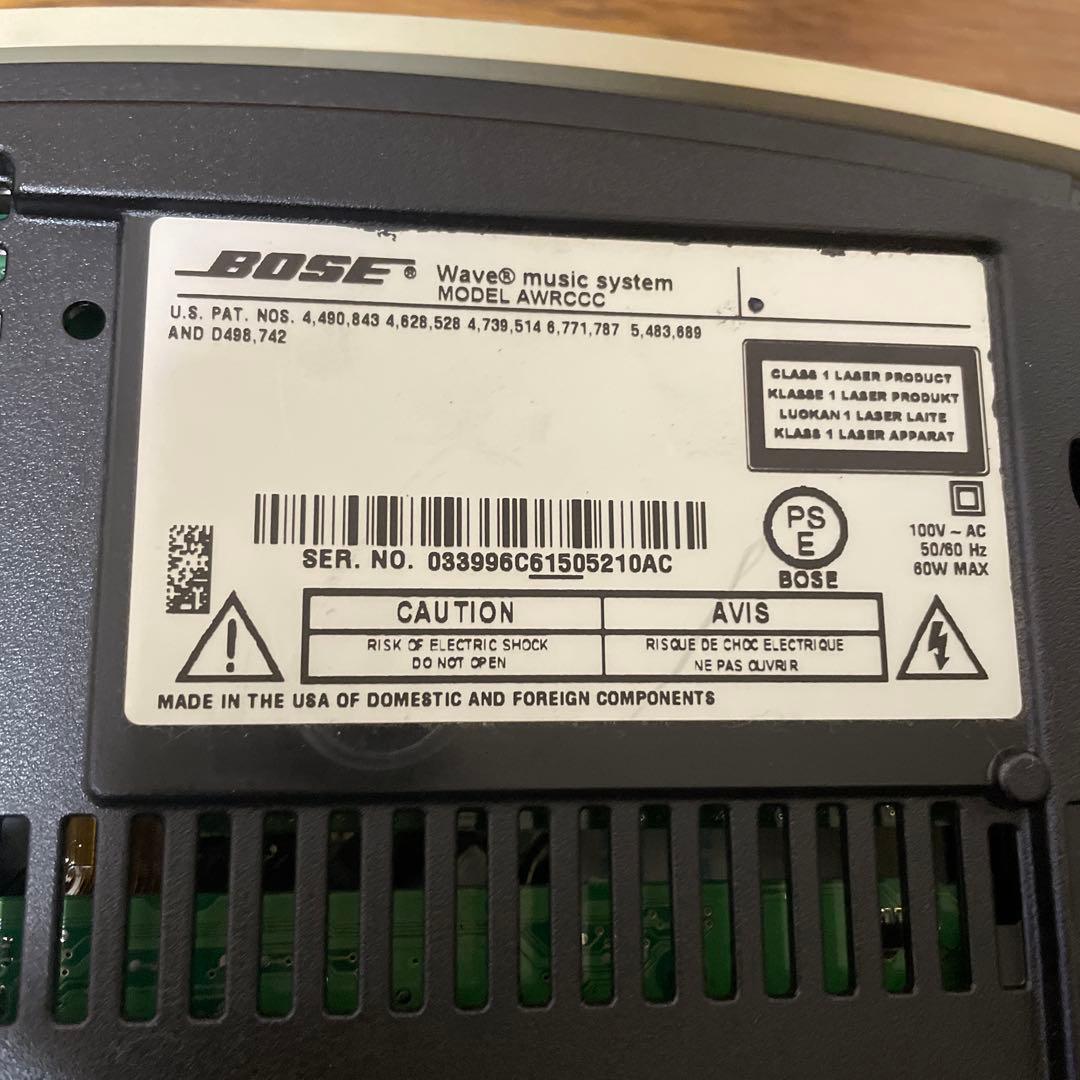 BOSE® Wave® music system
MODEL AWRCCC
U.S. PAT. NOS. 4,490,843 4,628,528 4,739,514 6,771,787 5,483,689
AND D498,742
CLASS 1 LASER PRODUCT
KLASSE 1 LASER PRODUKT
LUOKAN 1 LASER LAITE
KLASS 1 LASER APPARAT
PS
E
BOSE
100V ~ AC
50/60 Hz
60W MAX
SER. NO. 033996C61505210AC
CAUTION
RISK OF ELECTRIC SHOCK
DO NOT OPEN
AVIS
RISQUE DE CHOC ELECTRIQUE
NE PAS OUVRIR
MADE IN THE USA OF DOMESTIC AND FOREIGN COMPONENTS